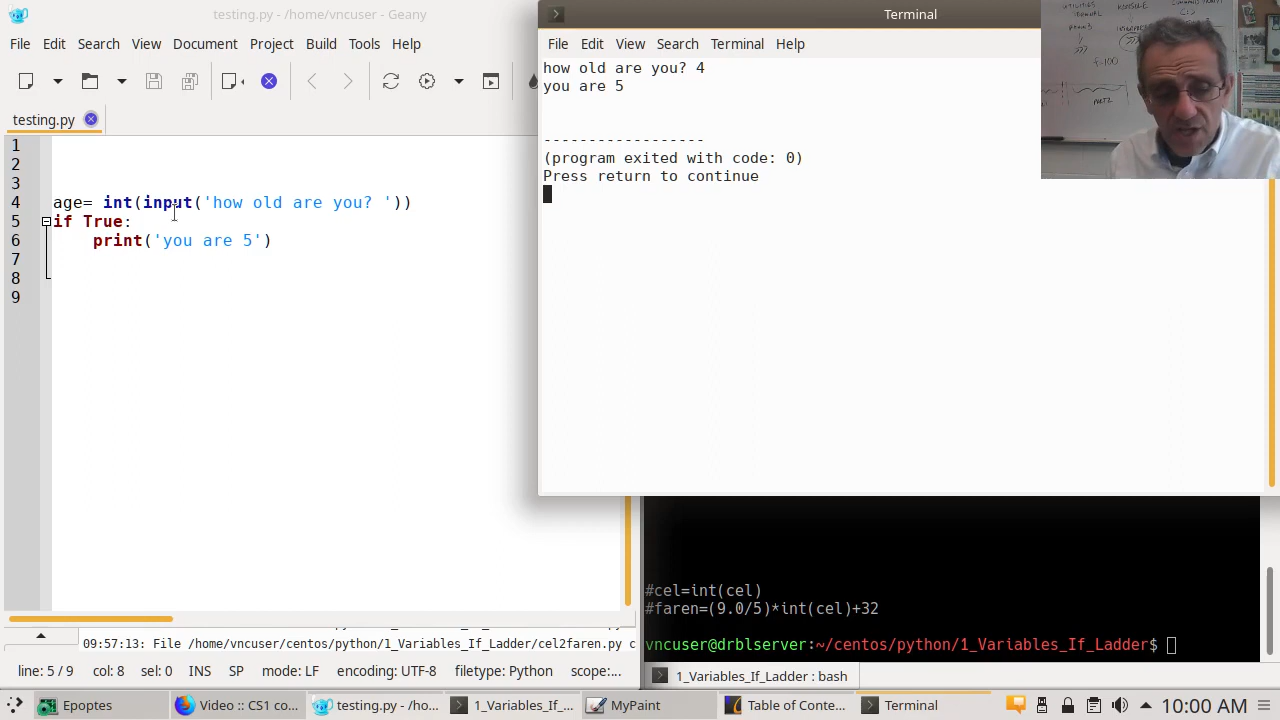 testing.py - /home/vncuser - Geany
File Edit Search View Document Project Build Tools Help
testing.py
1
2
3
4 age= int(input('how old are you? '))
5 if True:
6 print('you are 5')
7
8
9
09:57:13: File /home/vncuser/centos/python/1_Variables_If_Ladder/cel2faren.py c
line: 5 / 9 col: 8 sel: 0 INS SP mode: LF encoding: UTF-8 filetype: Python scope:...
Terminal
File Edit View Search Terminal Help
how old are you? 4
you are 5
------------------
(program exited with code: 0)
Press return to continue
#cel=int(cel)
#faren=(9.0/5)*int(cel)+32
vncuser@drblserver:~/centos/python/1_Variables_If_Ladder$
1_Variables_If_Ladder : bash
Epoptes Video :: CS1 co... testing.py - /ho... 1_Variables_If_... MyPaint Table of Conte... Terminal 10:00 AM